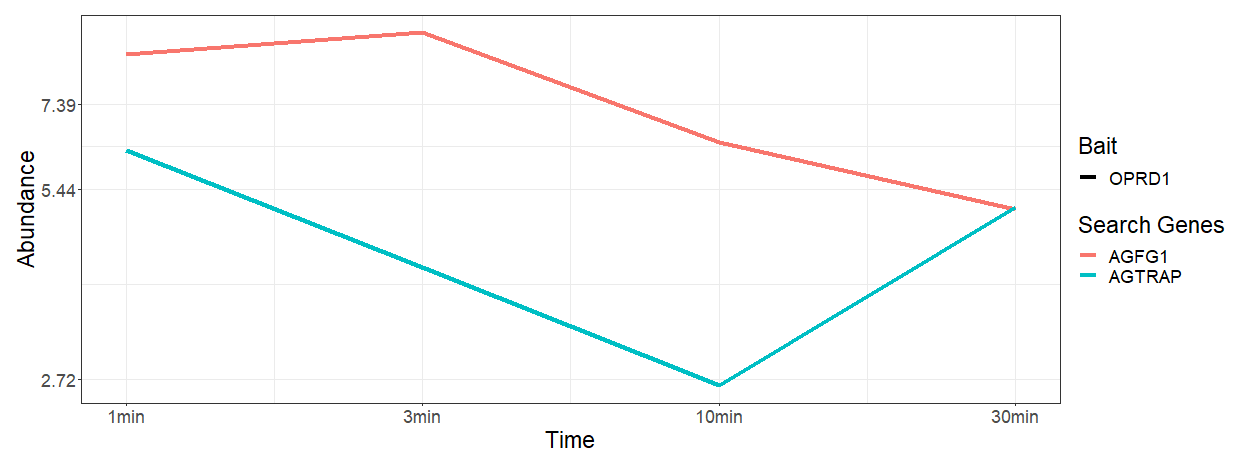 Abundance
7.39
5.44
2.72
1min 3min 10min 30min
Time
Bait
OPRD1
Search Genes
AGFG1
AGTRAP